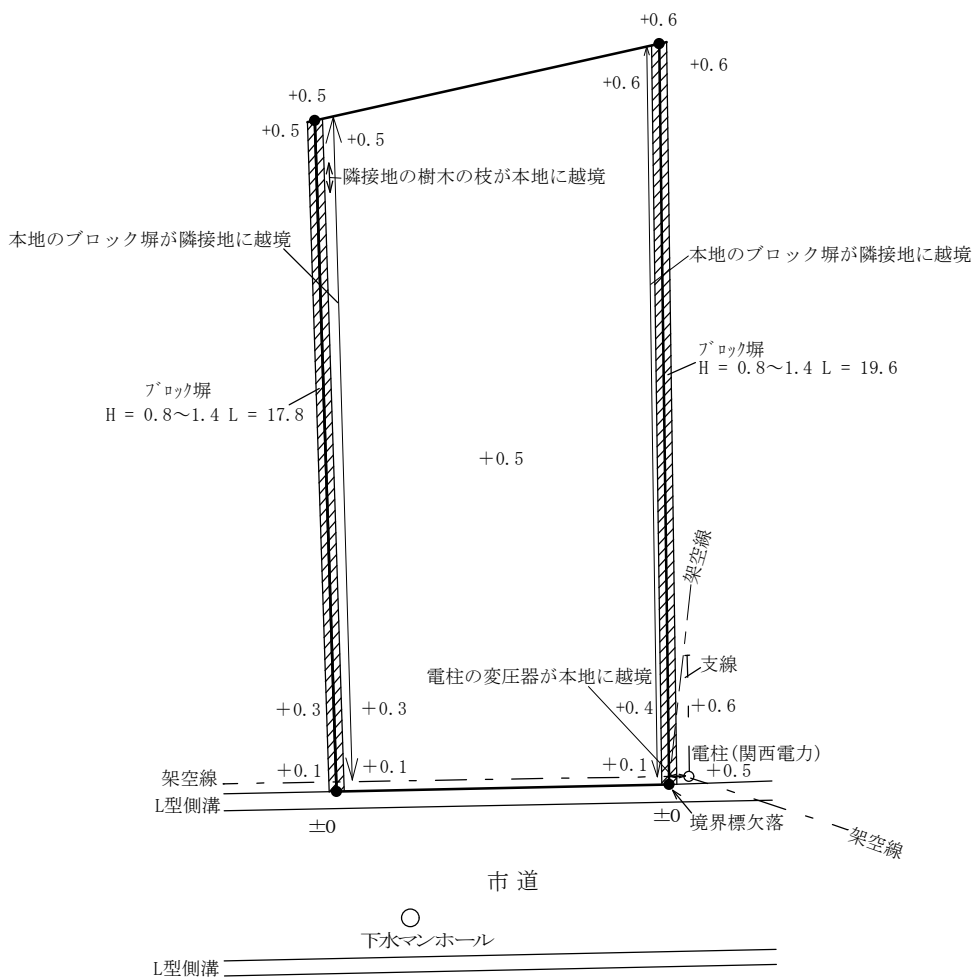 +0.6
+0.6
+0.6
+0.5
+0.5
+0.5
隣接地の樹木の枝が本地に越境
本地のブロック塀が隣接地に越境
本地のブロック塀が隣接地に越境
ブロック塀
H = 0.8～1.4 L = 19.6
ブロック塀
H = 0.8～1.4 L = 17.8
+0.5
架空線
支線
電柱の変圧器が本地に越境
+0.3
+0.3
+0.4
+0.6
電柱(関西電力)
+0.1
+0.1
+0.1
+0.5
架空線
L型側溝
±0
±0
境界標欠落
架空線
市道
下水マンホール
L型側溝